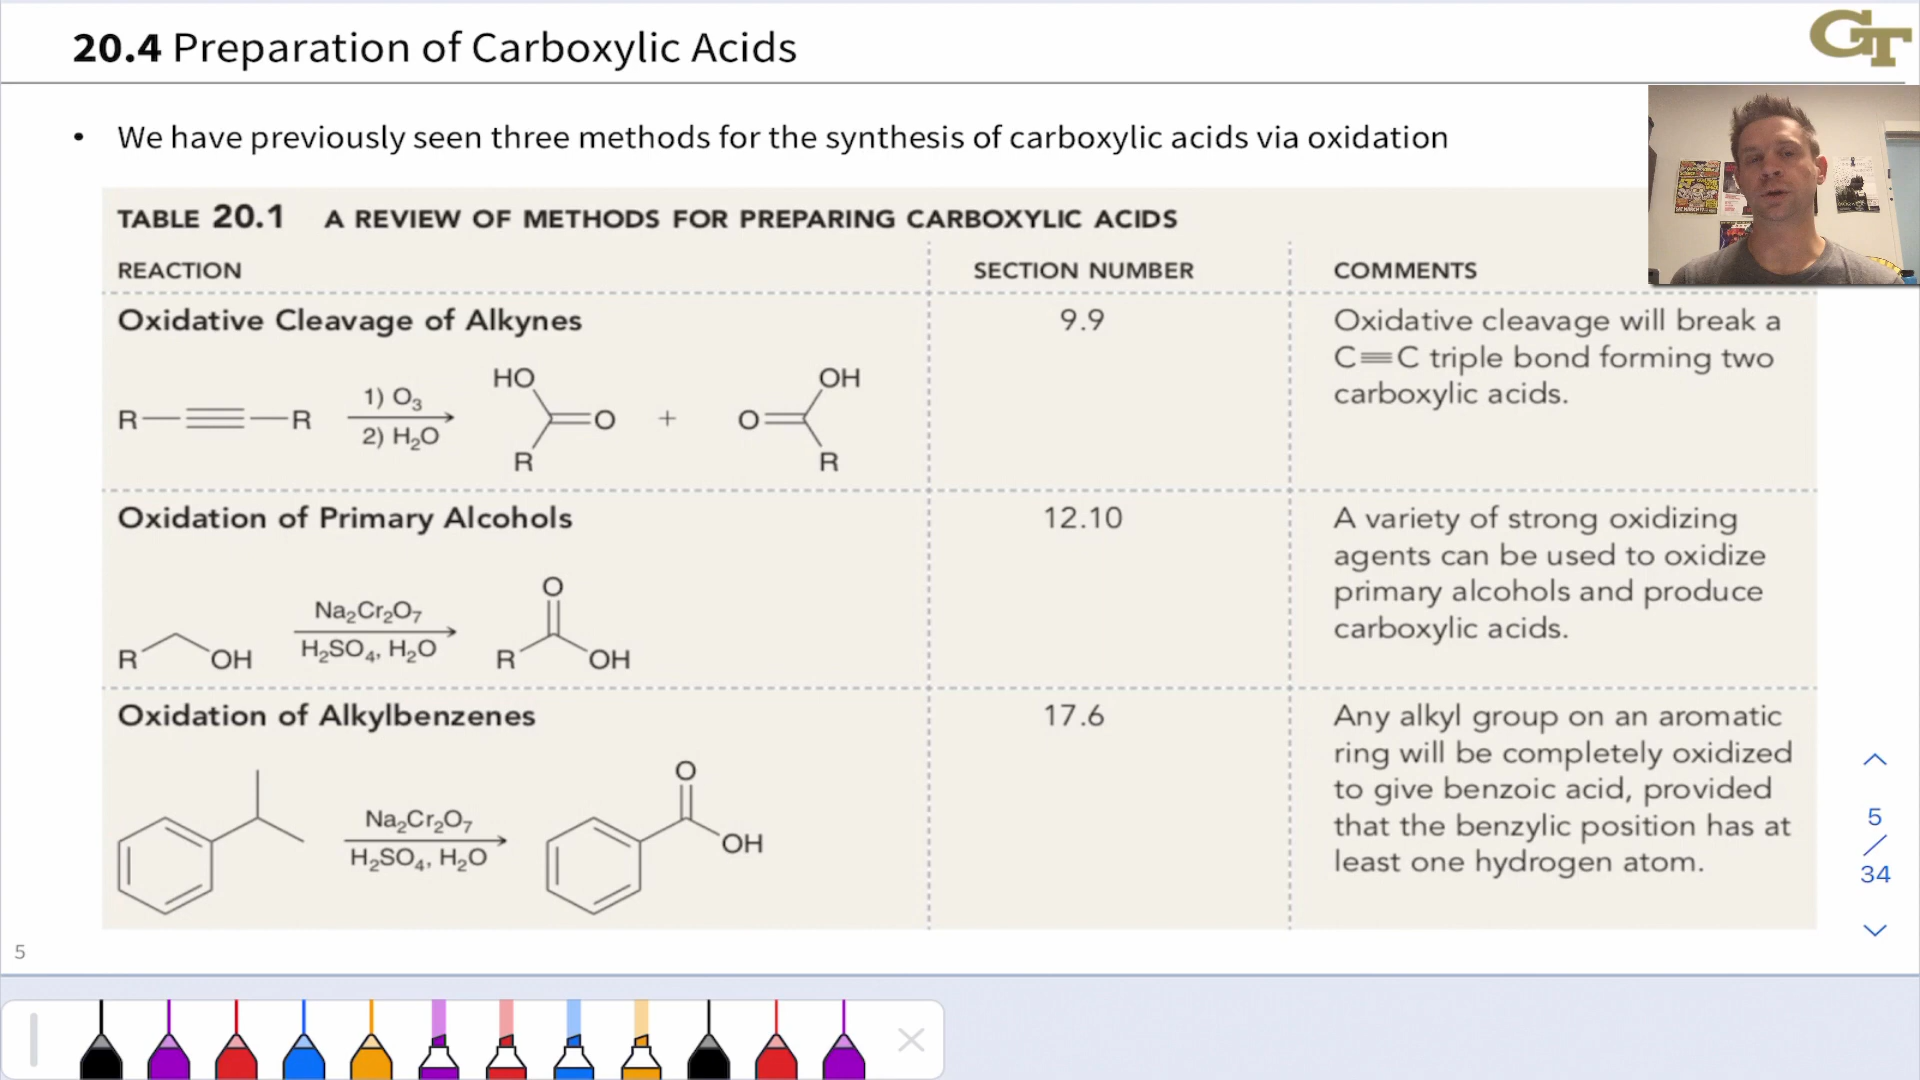 20.4 Preparation of Carboxylic Acids
GT
• We have previously seen three methods for the synthesis of carboxylic acids via oxidation
TABLE 20.1 A REVIEW OF METHODS FOR PREPARING CARBOXYLIC ACIDS
REACTION SECTION NUMBER COMMENTS
Oxidative Cleavage of Alkynes 9.9
Oxidative cleavage will break a
C≡C triple bond forming two
carboxylic acids.
R R
1) O3
2) H2O
HO
O
R
+
OH
O
R
Oxidation of Primary Alcohols 12.10
A variety of strong oxidizing
agents can be used to oxidize
primary alcohols and produce
carboxylic acids.
R OH
Na2Cr2O7
H2SO4, H2O
O
R OH
Oxidation of Alkylbenzenes 17.6
Any alkyl group on an aromatic
ring will be completely oxidized
to give benzoic acid, provided
that the benzylic position has at
least one hydrogen atom.
Na2Cr2O7
H2SO4, H2O
O
OH
5
/
34
5